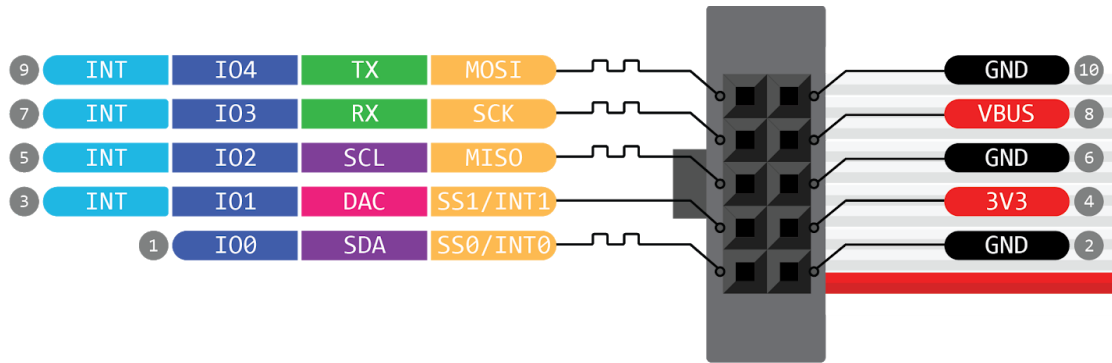 9 INT IO4 TX MOSI GND 10
7 INT IO3 RX SCK VBUS 8
5 INT IO2 SCL MISO GND 6
3 INT IO1 DAC SS1/INT1 3V3 4
1 IO0 SDA SS0/INT0 GND 2